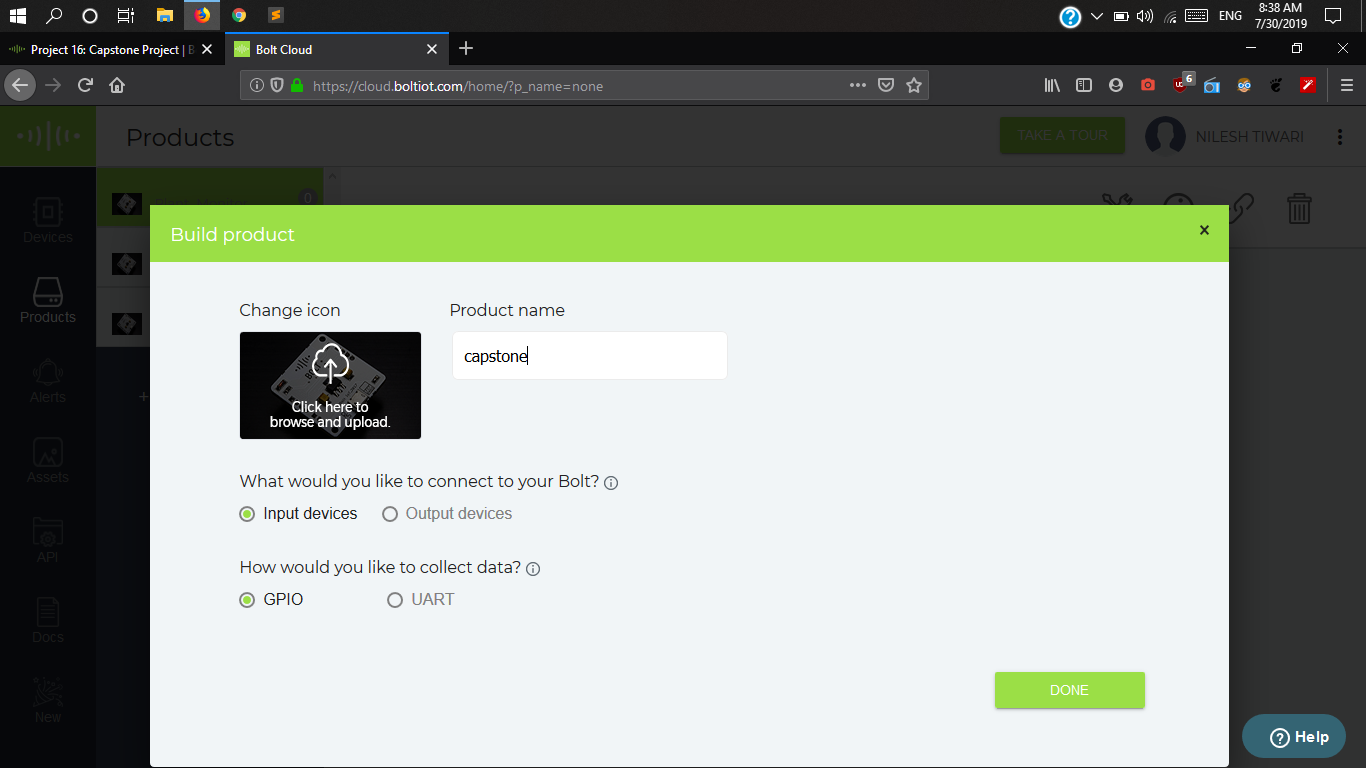 8:38 AM
ENG
7/30/2019
Project 16: Capstone Project | B
Bolt Cloud
https://cloud.boltiot.com/home/?p_name=none
6
Products
TAKE A TOUR
NILESH TIWARI
0
Devices
Products
Alerts
+
Assets
API
Docs
New
Build product
×
Change icon
Product name
capstone
Click here to
browse and upload.
What would you like to connect to your Bolt?
Input devices
Output devices
How would you like to collect data?
GPIO
UART
DONE
? Help